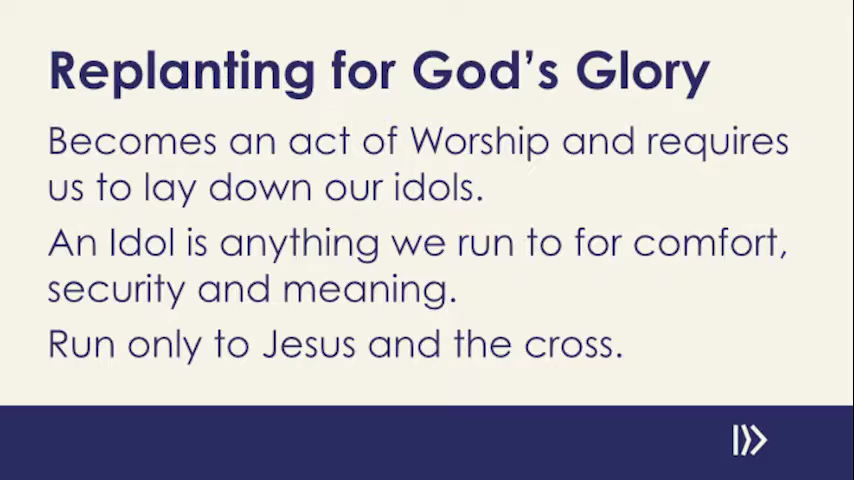 Replanting for God’s Glory
Becomes an act of Worship and requires
us to lay down our idols.
An Idol is anything we run to for comfort,
security and meaning.
Run only to Jesus and the cross.